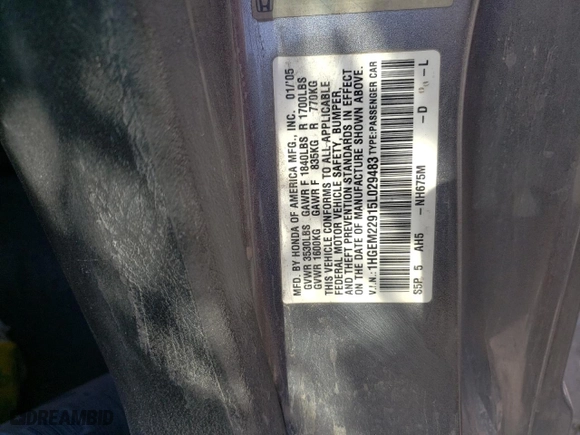 MFD. BY HONDA OF AMERICA MFG., INC. 01/'05
GVWR 3530LBS GAWR F 1840LBS R 1700LBS
GVWR 1600KG GAWR F 835KG R 770KG
THIS VEHICLE CONFORMS TO ALL APPLICABLE
FEDERAL MOTOR VEHICLE SAFETY, BUMPER,
AND THEFT PREVENTION STANDARDS IN EFFECT
ON THE DATE OF MANUFACTURE SHOWN ABOVE.
V.I.N.: 1HGEM22915L029483 TYPE:PASSENGER CAR
S5P 5 AH5 -NH675M -D -L
DREAMBID